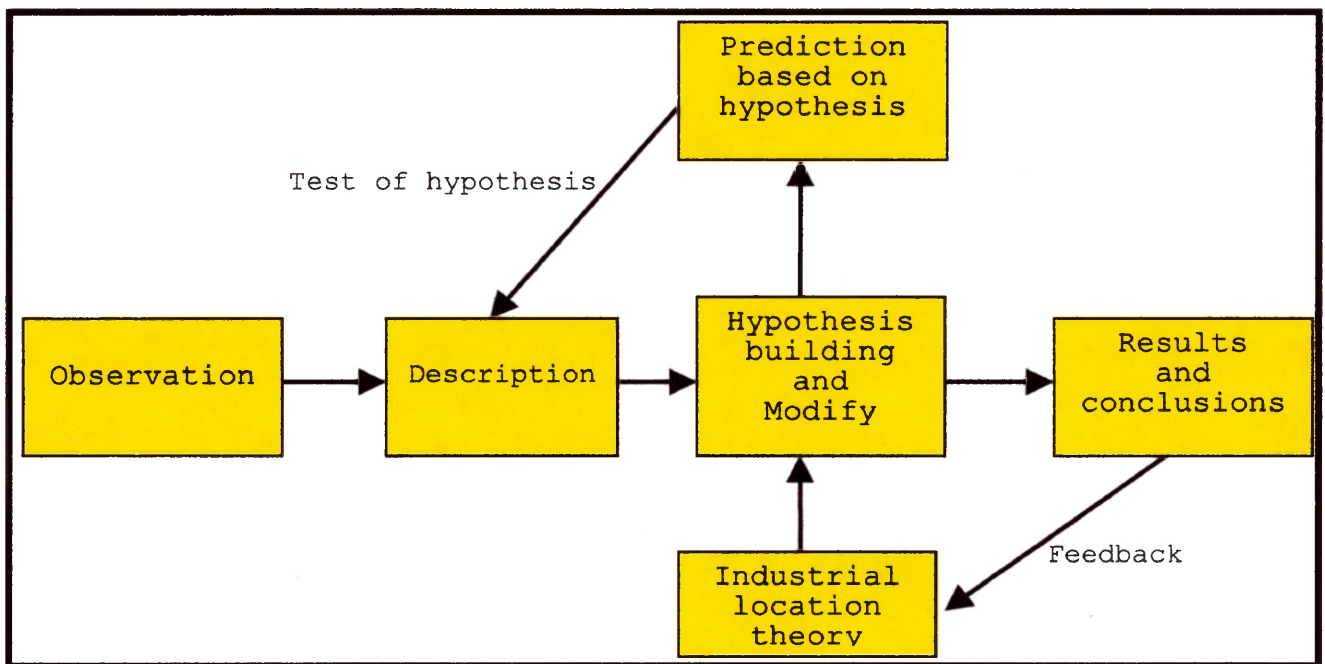 Prediction
based on
hypothesis
Test of hypothesis
Observation
Description
Hypothesis
building
and
Modify
Results
and
conclusions
Feedback
Industrial
location
theory